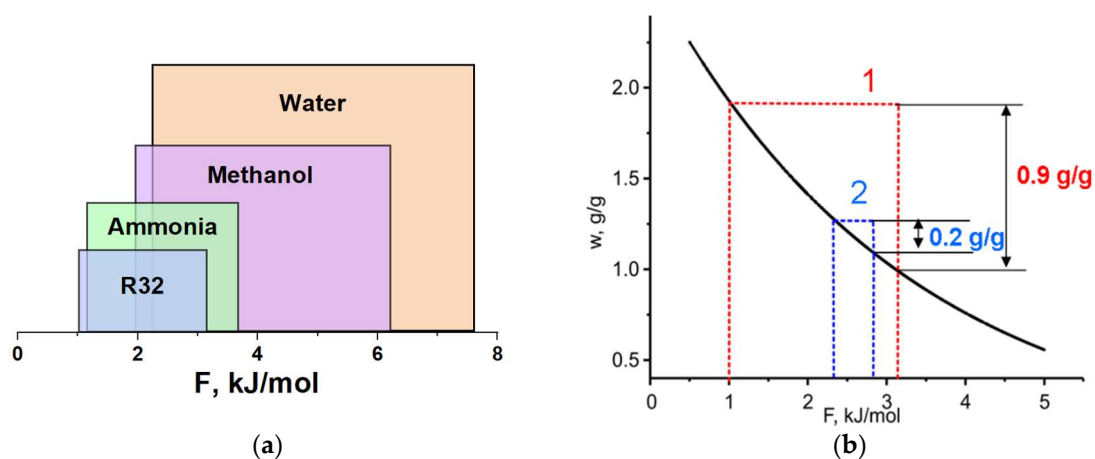 Water
Methanol
Ammonia
R32
0 2 4 6 8
F, kJ/mol
(a)
w, g/g
2.0
1.5
1.0
0.5
1
2
0.9 g/g
0.2 g/g
0 1 2 3 4 5
F, kJ/mol
(b)